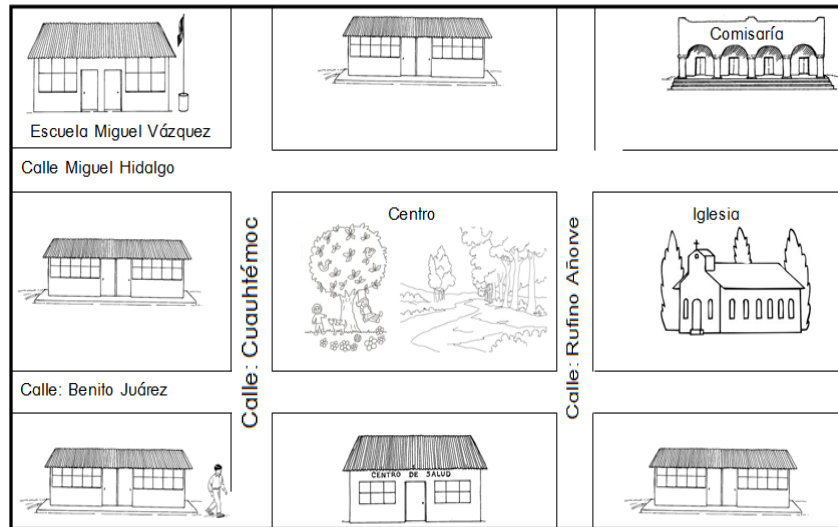 Comisaría
Escuela Miguel Vázquez
Calle Miguel Hidalgo
Calle: Cuauhtémoc
Centro
Calle: Rufino Añorve
Iglesia
Calle: Benito Juárez
CENTRO DE SALUD